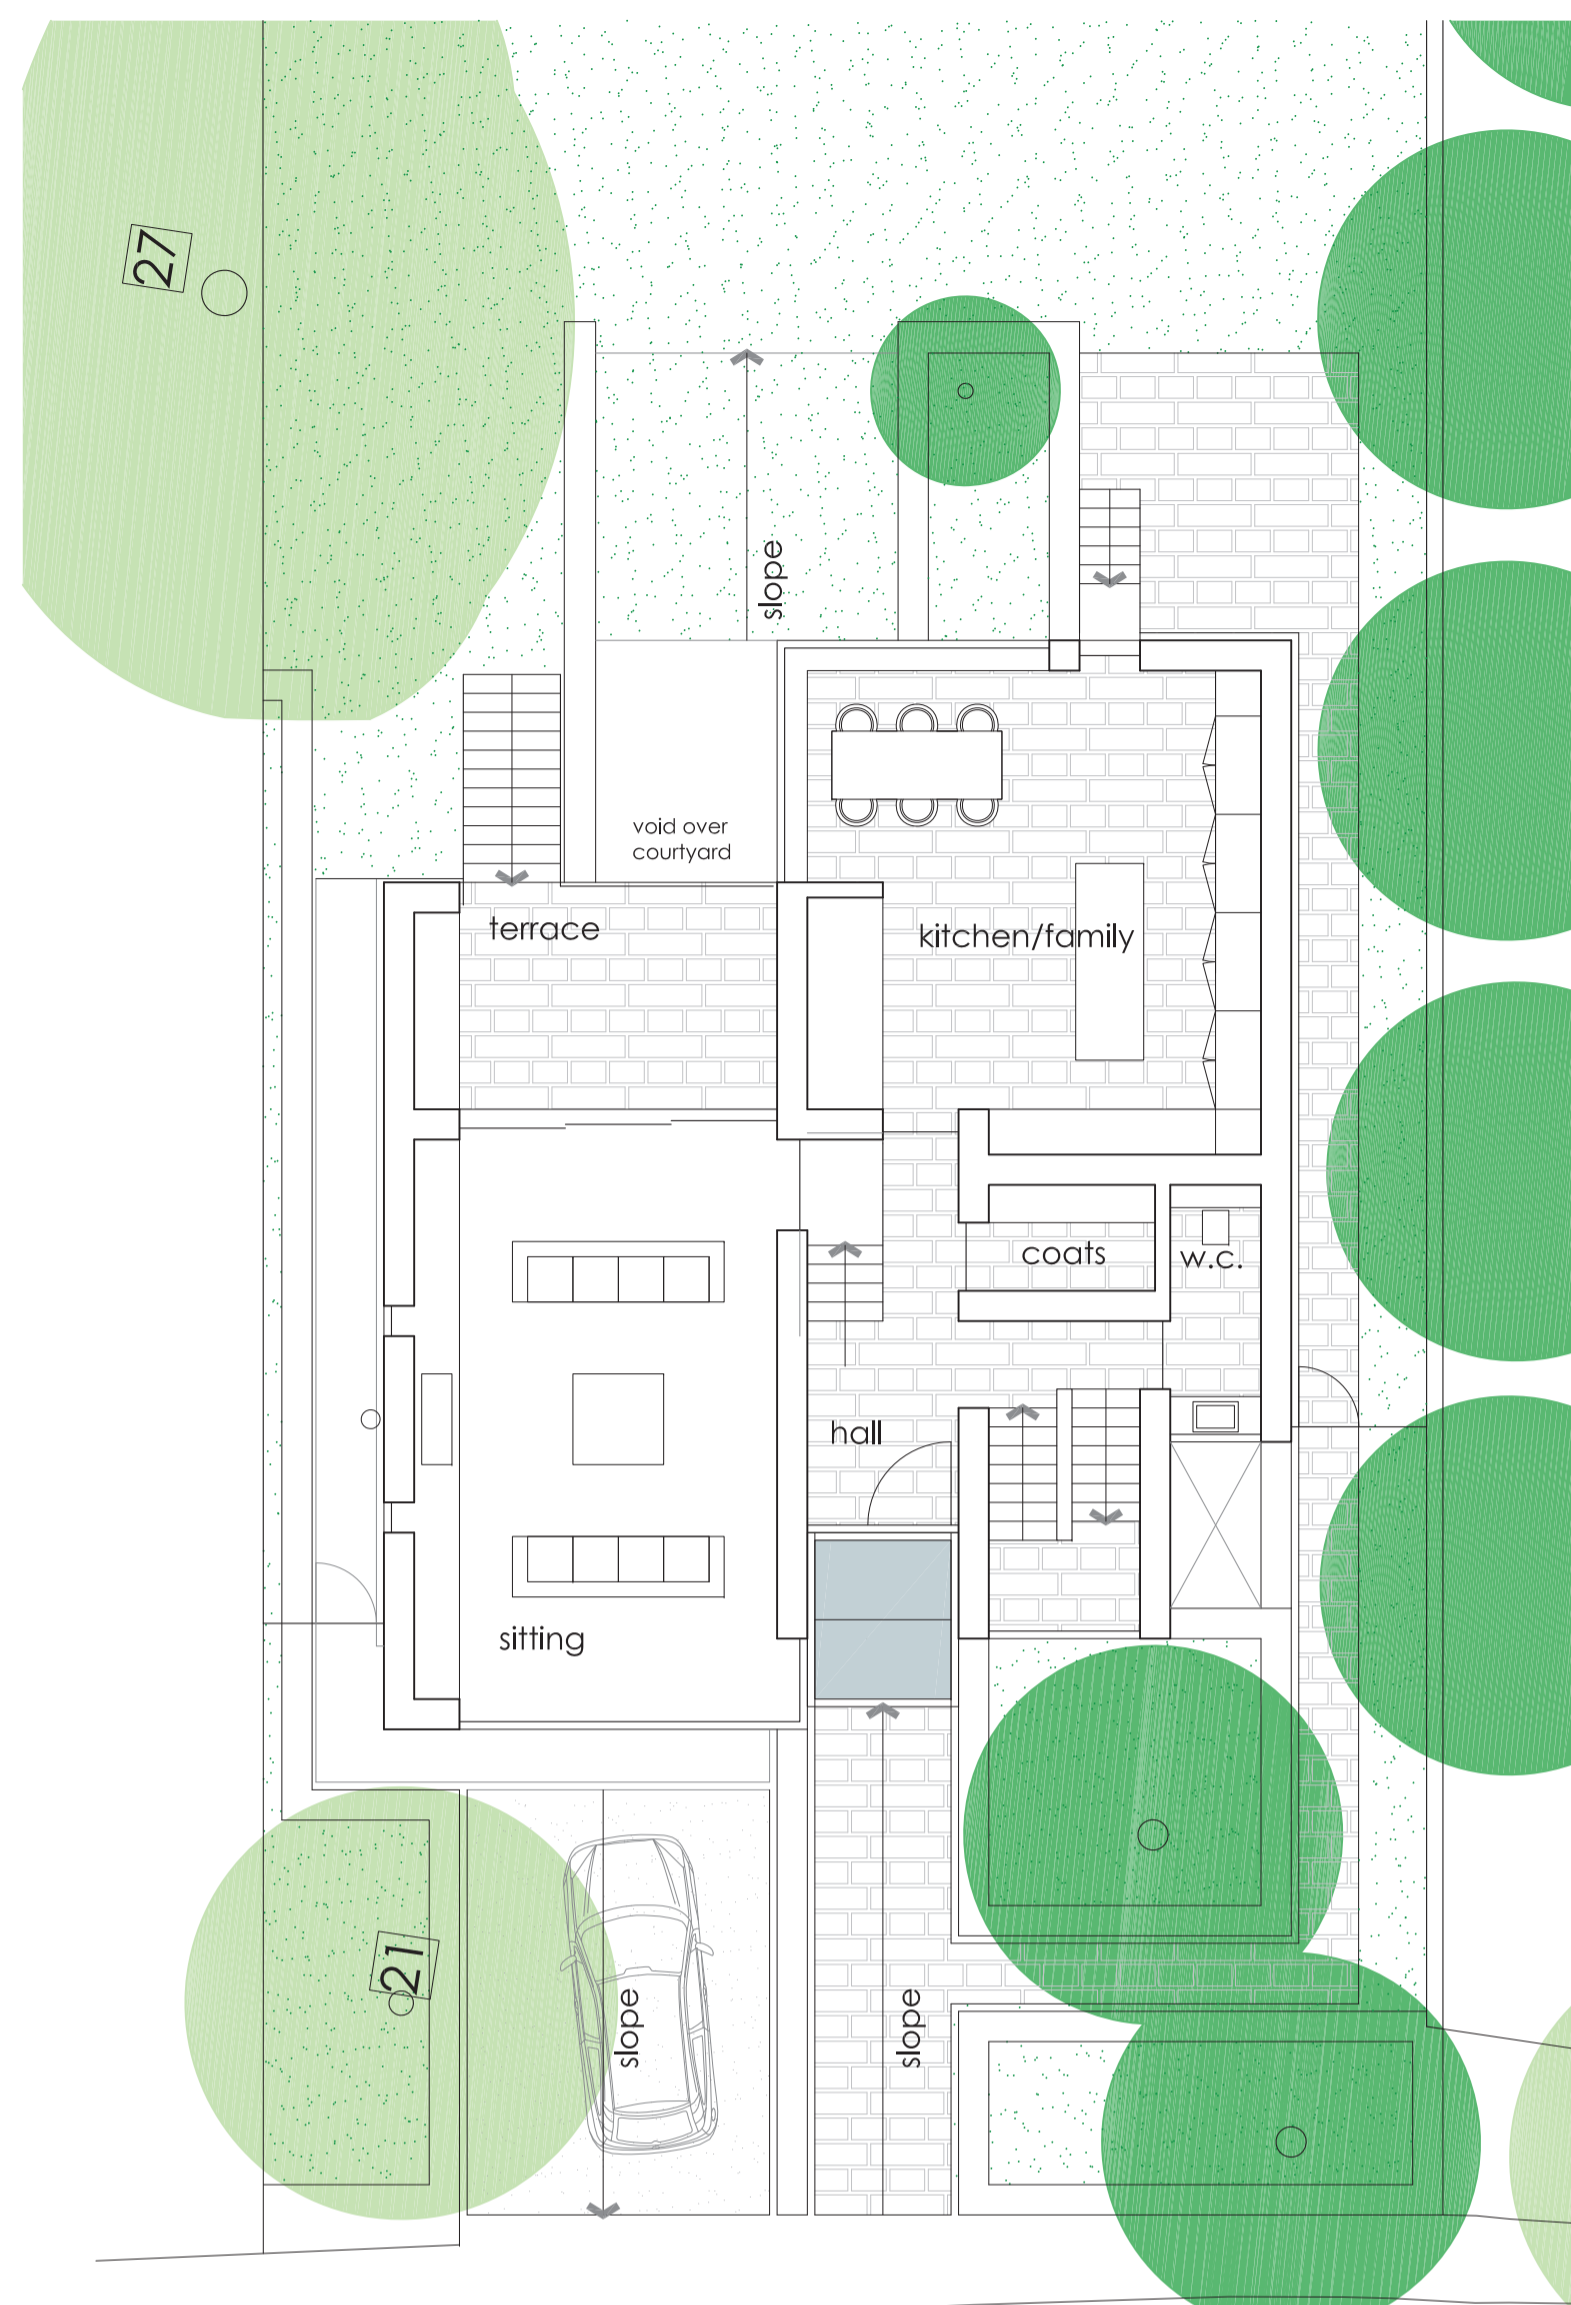 27
slope
void over
courtyard
terrace
kitchen/family
coats
w.c.
hall
sitting
21
slope
slope